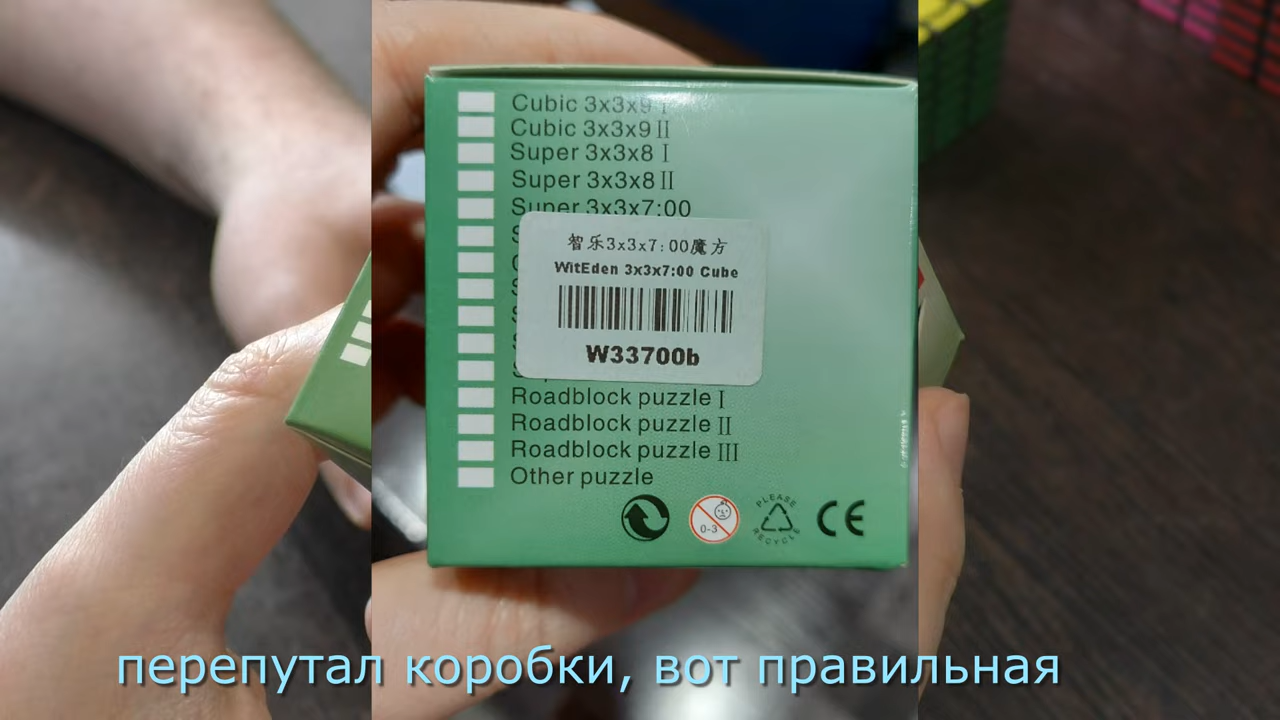 Cubic 3x3x9 I
Cubic 3x3x9 II
Super 3x3x8 I
Super 3x3x8 II
Super 3x3x7:00
智乐3x3x7:00魔方
WitEden 3x3x7:00 Cube
W33700b
Roadblock puzzle I
Roadblock puzzle II
Roadblock puzzle III
Other puzzle
0-3
PLEASE
RECYCLE
CE
перепутал коробки, вот правильная